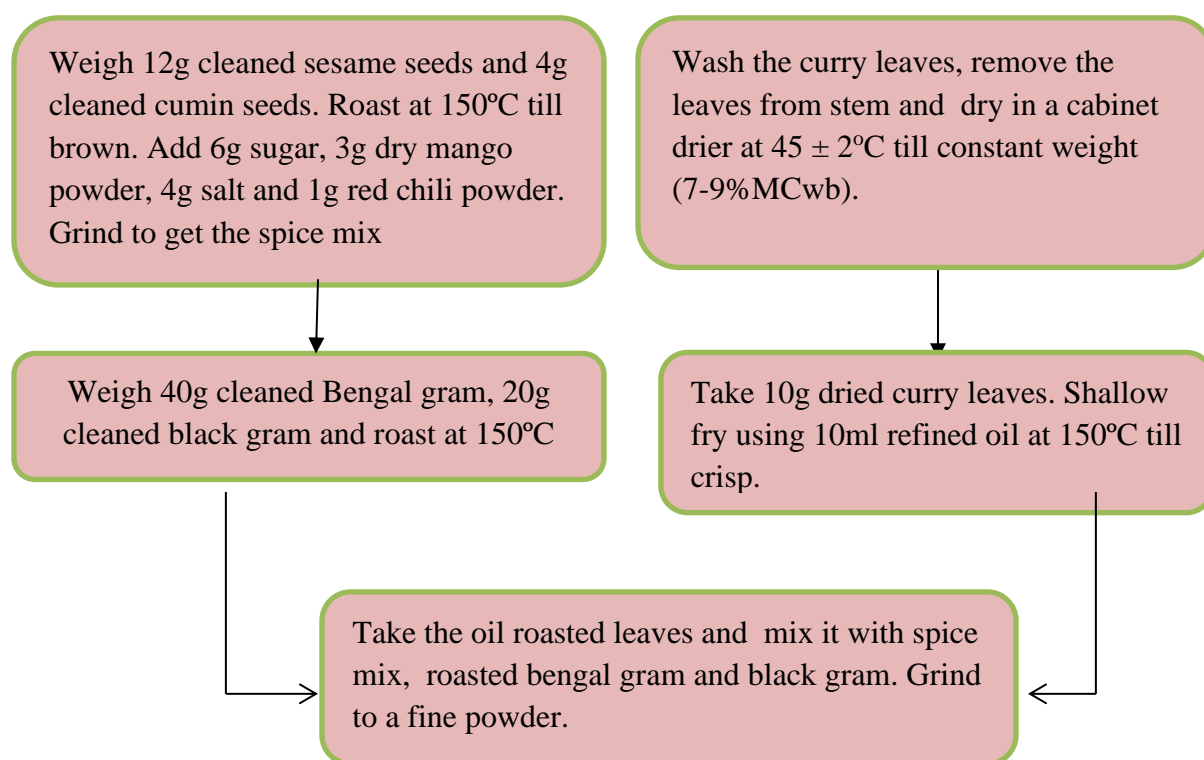 Weigh 12g cleaned sesame seeds and 4g
cleaned cumin seeds. Roast at 150ºC till
brown. Add 6g sugar, 3g dry mango
powder, 4g salt and 1g red chili powder.
Grind to get the spice mix
Wash the curry leaves, remove the
leaves from stem and dry in a cabinet
drier at 45 ± 2ºC till constant weight
(7-9%MCwb).
Weigh 40g cleaned Bengal gram, 20g
cleaned black gram and roast at 150ºC
Take 10g dried curry leaves. Shallow
fry using 10ml refined oil at 150ºC till
crisp.
Take the oil roasted leaves and mix it with spice
mix, roasted bengal gram and black gram. Grind
to a fine powder.